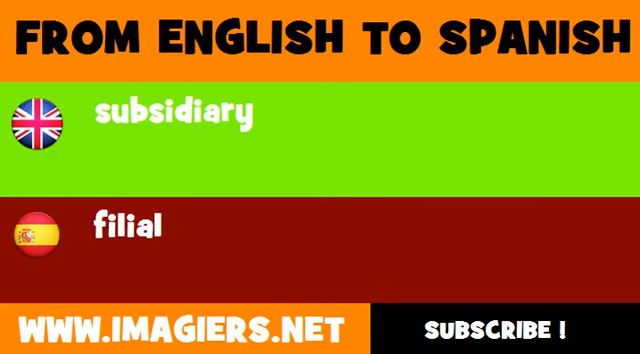 FROM ENGLISH TO SPANISH
subsidiary
filial
WWW.IMAGIERS.NET
SUBSCRIBE !